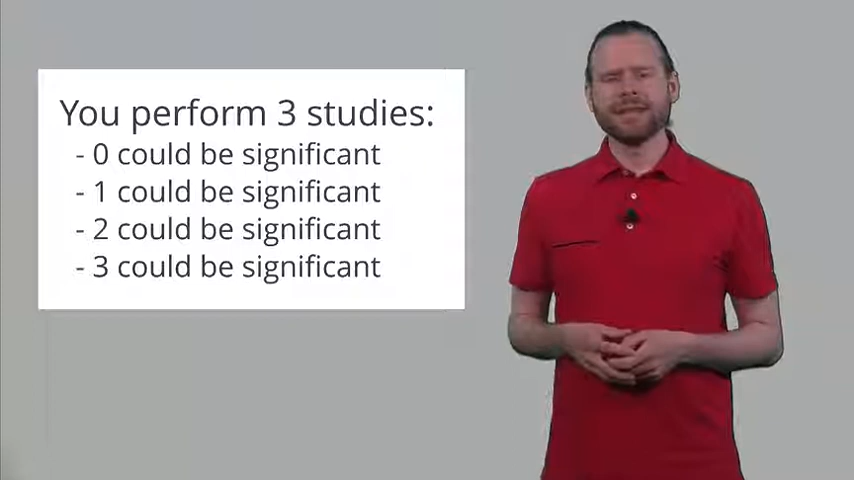 You perform 3 studies:
- 0 could be significant
- 1 could be significant
- 2 could be significant
- 3 could be significant